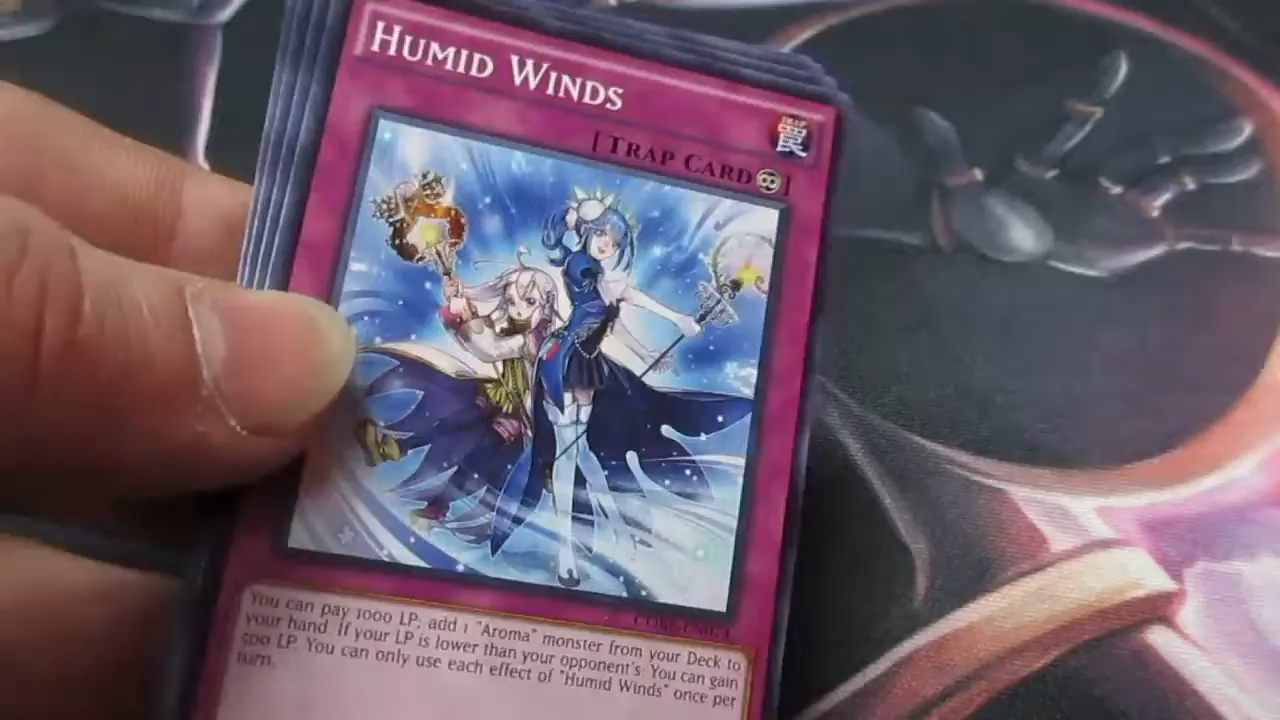 HUMID WINDS
TRAP
罠
[TRAP CARD ]
You can pay 1000 LP; add 1 "Aroma" monster from your Deck to
your hand. If your LP is lower than your opponent's: You can gain
500 LP. You can only use each effect of "Humid Winds" once per
turn.